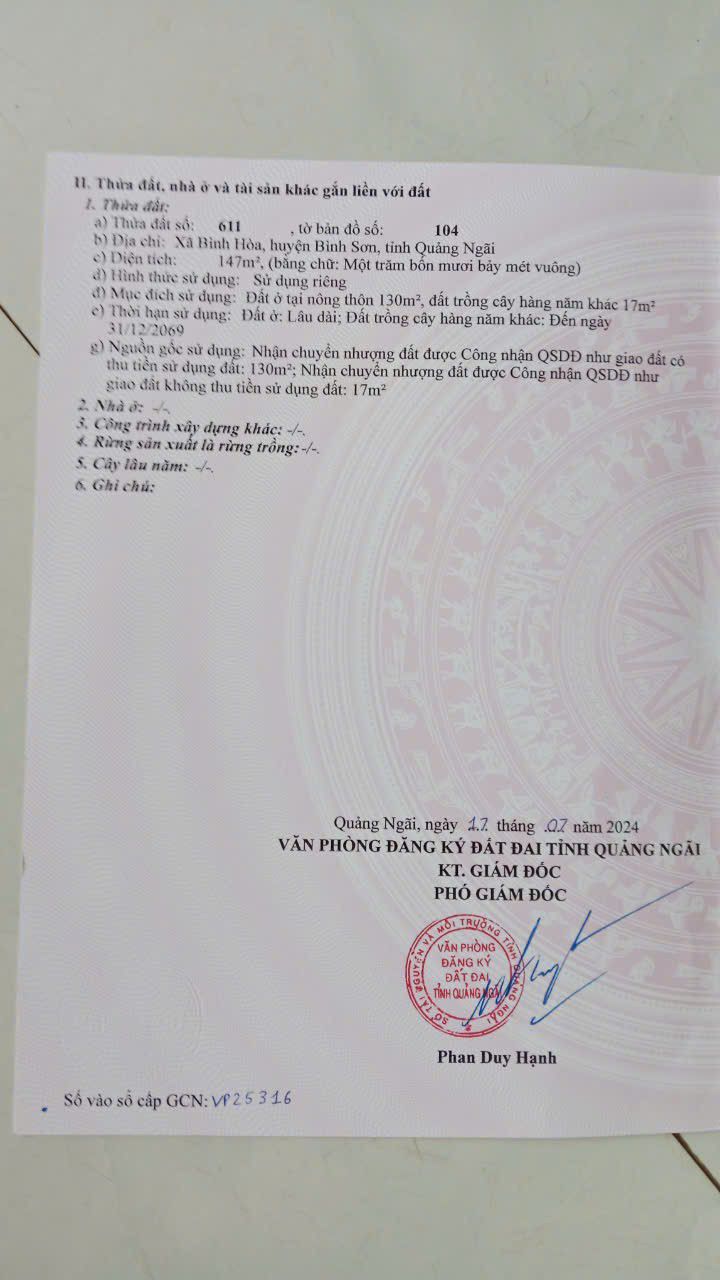 II. Thửa đất, nhà ở và tài sản khác gắn liền với đất
1. Thửa đất:
a) Thửa đất số: 611 , tờ bản đồ số: 104
b) Địa chỉ: Xã Bình Hòa, huyện Bình Sơn, tỉnh Quảng Ngãi
c) Diện tích: 147m², (bằng chữ: Một trăm bốn mươi bảy mét vuông)
d) Hình thức sử dụng: Sử dụng riêng
đ) Mục đích sử dụng: Đất ở tại nông thôn 130m², đất trồng cây hàng năm khác 17m²
e) Thời hạn sử dụng: Đất ở: Lâu dài; Đất trồng cây hàng năm khác: Đến ngày
31/12/2069
g) Nguồn gốc sử dụng: Nhận chuyển nhượng đất được Công nhận QSDĐ như giao đất có
thu tiền sử dụng đất: 130m²; Nhận chuyển nhượng đất được Công nhận QSDĐ như
giao đất không thu tiền sử dụng đất: 17m²
2. Nhà ở: -/-.
3. Công trình xây dựng khác: -/-.
4. Rừng sản xuất là rừng trồng: -/-.
5. Cây lâu năm: -/-.
6. Ghi chú:
Quảng Ngãi, ngày 17 tháng 07 năm 2024
VĂN PHÒNG ĐĂNG KÝ ĐẤT ĐAI TỈNH QUẢNG NGÃI
KT. GIÁM ĐỐC
PHÓ GIÁM ĐỐC
SỞ TÀI NGUYÊN VÀ MÔI TRƯỜNG TỈNH QUẢNG NGÃI
VĂN PHÒNG
ĐĂNG KÝ
ĐẤT ĐAI
TỈNH QUẢNG NGÃI
Phan Duy Hạnh
Số vào sổ cấp GCN: VP25316